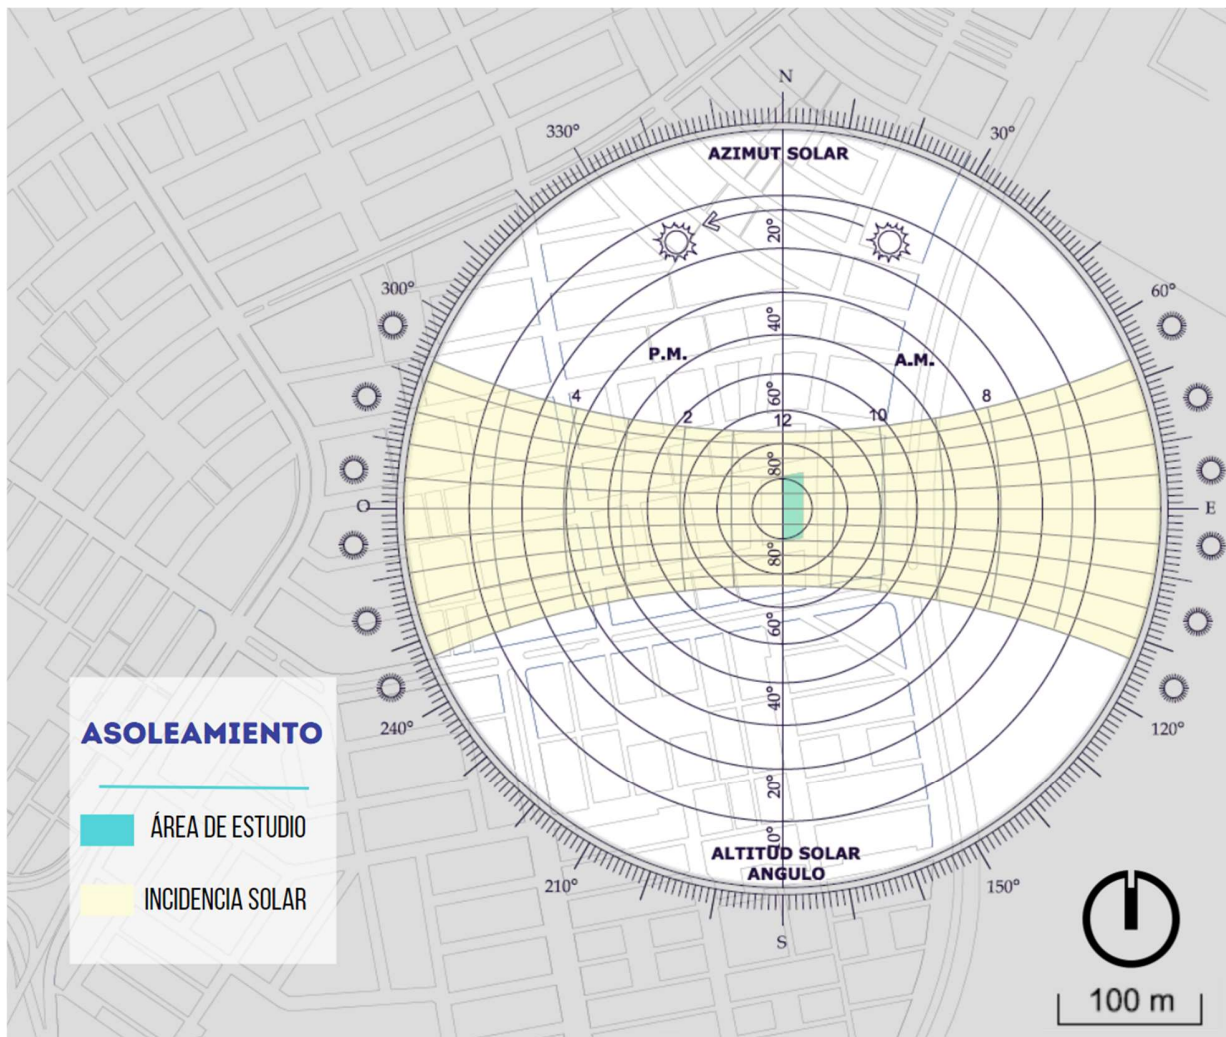 N
330°
30°
AZIMUT SOLAR
20°
300°
60°
40°
P.M.
A.M.
60°
4
2
12
10
8
80°
O
E
80°
60°
40°
240°
120°
20°
10°
ALTITUD SOLAR
ANGULO
210°
150°
S
ASOLEAMIENTO
ÁREA DE ESTUDIO
INCIDENCIA SOLAR
100 m